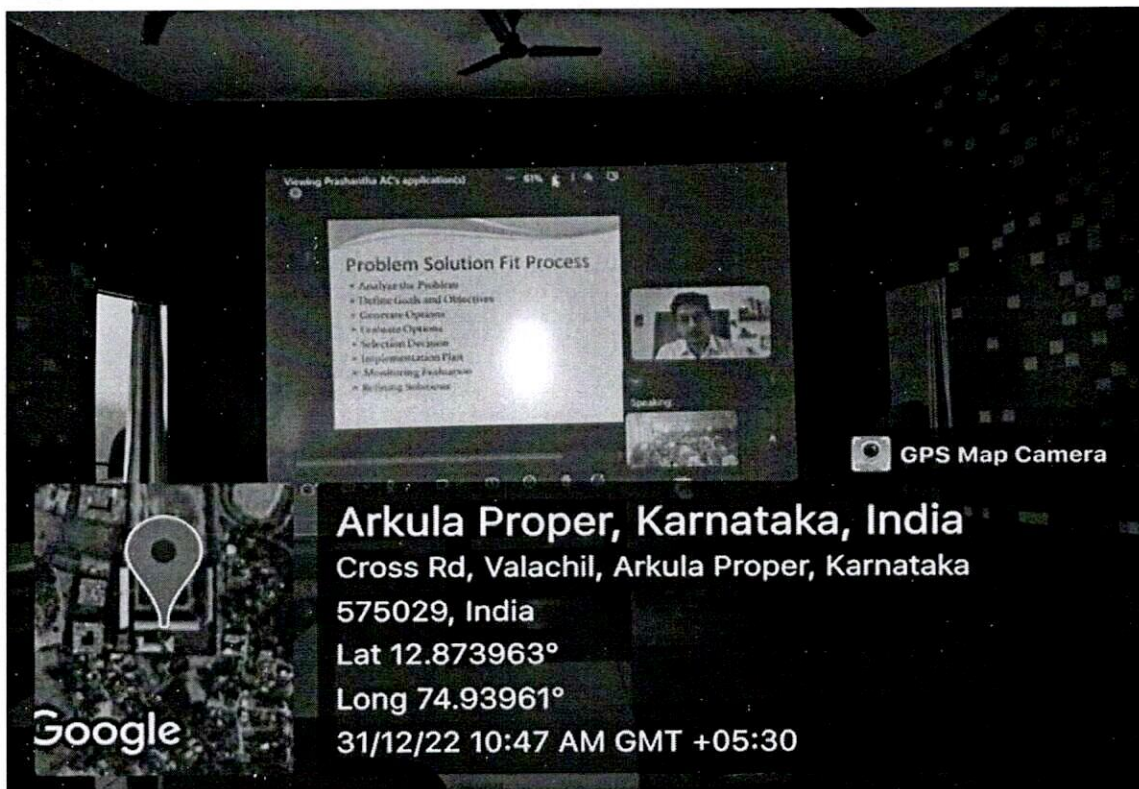 Viewing Prashantha AC's application(s)
61%
Problem Solution Fit Process
Analyze the Problem
Define Goals and Objectives
Generate Options
Evaluate Options
Selection Decision
Implementation Plan
Monitoring Evaluation
Refining Solutions
Speaking:
GPS Map Camera
Arkula Proper, Karnataka, India
Cross Rd, Valachil, Arkula Proper, Karnataka
575029, India
Lat 12.873963°
Long 74.93961°
31/12/22 10:47 AM GMT +05:30
Google